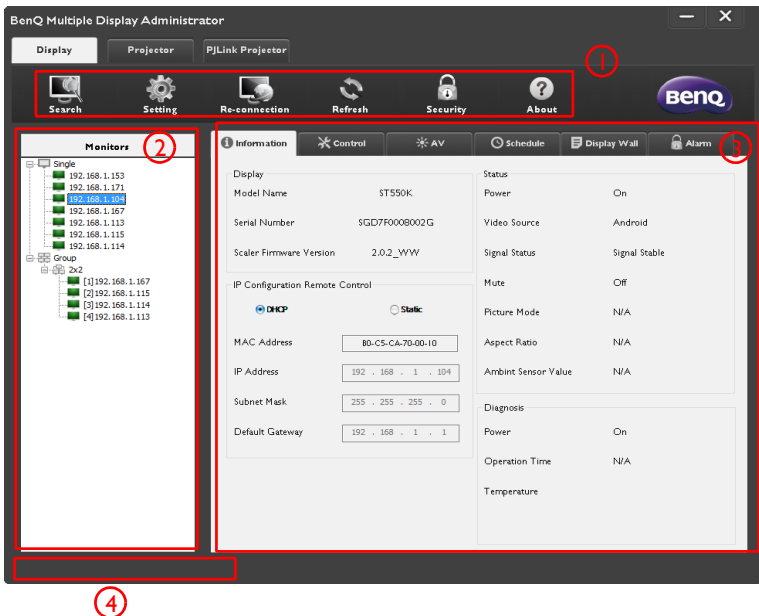 BenQ Multiple Display Administrator
Display Projector PJLink Projector
1
Search Setting Re-connection Refresh Security About
BenQ
Monitors
2
Single
192.168.1.153
192.168.1.171
192.168.1.104
192.168.1.167
192.168.1.113
192.168.1.115
192.168.1.114
Group
2x2
[1]192.168.1.167
[2]192.168.1.115
[3]192.168.1.114
[4]192.168.1.113
Information Control AV Schedule Display Wall Alarm
3
Display
Model Name ST550K
Serial Number SGD7F0008002G
Scaler Firmware Version 2.0.2_WW
IP Configuration Remote Control
DHCP Static
MAC Address B0-C5-CA-70-00-10
IP Address 192 . 168 . 1 . 104
Subnet Mask 255 . 255 . 255 . 0
Default Gateway 192 . 168 . 1 . 1
Status
Power On
Video Source Android
Signal Status Signal Stable
Mute Off
Picture Mode N/A
Aspect Ratio N/A
Ambint Sensor Value N/A
Diagnosis
Power On
Operation Time N/A
Temperature
4